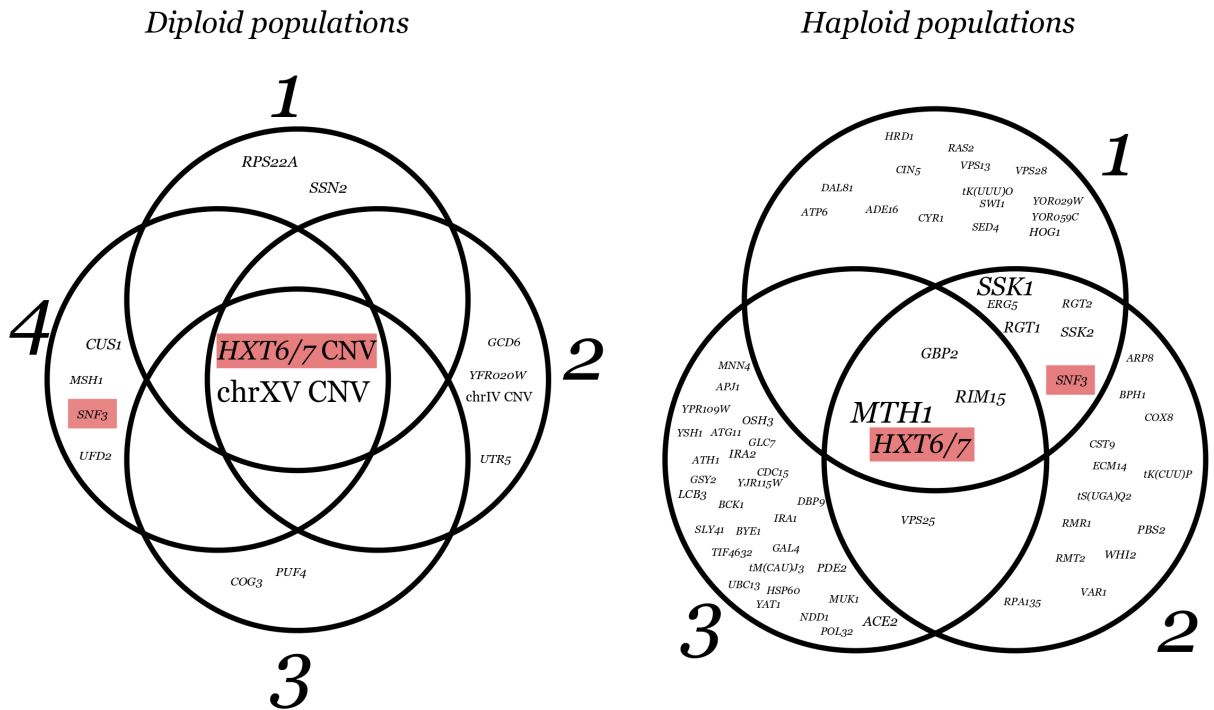 Diploid populations
1
RPS22A
SSN2
4
CUS1
MSH1
SNF3
UFD2
HXT6/7 CNV
chrXV CNV
GCD6
YFR020W
chrIV CNV
UTR5
2
COG3
PUF4
3
Haploid populations
1
HRD1
RAS2
CIN5
VPS13
VPS28
DAL81
tK(UUU)O
SWI1
YOR029W
ATP6
ADE16
CYR1
YOR059C
SED4
HOG1
SSK1
ERG5
RGT2
RGT1
SSK2
SNF3
GBP2
RIM15
MTH1
HXT6/7
VPS25
ARP8
BPH1
COX8
CST9
ECM14
tK(CUU)P
tS(UGA)Q2
RMR1
PBS2
RMT2
WHI2
VAR1
RPA135
2
MNN4
APJ1
YPR109W
OSH3
YSH1
ATG11
GLC7
IRA2
ATH1
CDC15
GSY2
YJR115W
LCB3
BCK1
DBP9
IRA1
SLY41
BYE1
TIF4632
GAL4
tM(CAU)J3
PDE2
UBC13
HSP60
YAT1
MUK1
NDD1
ACE2
POL32
3